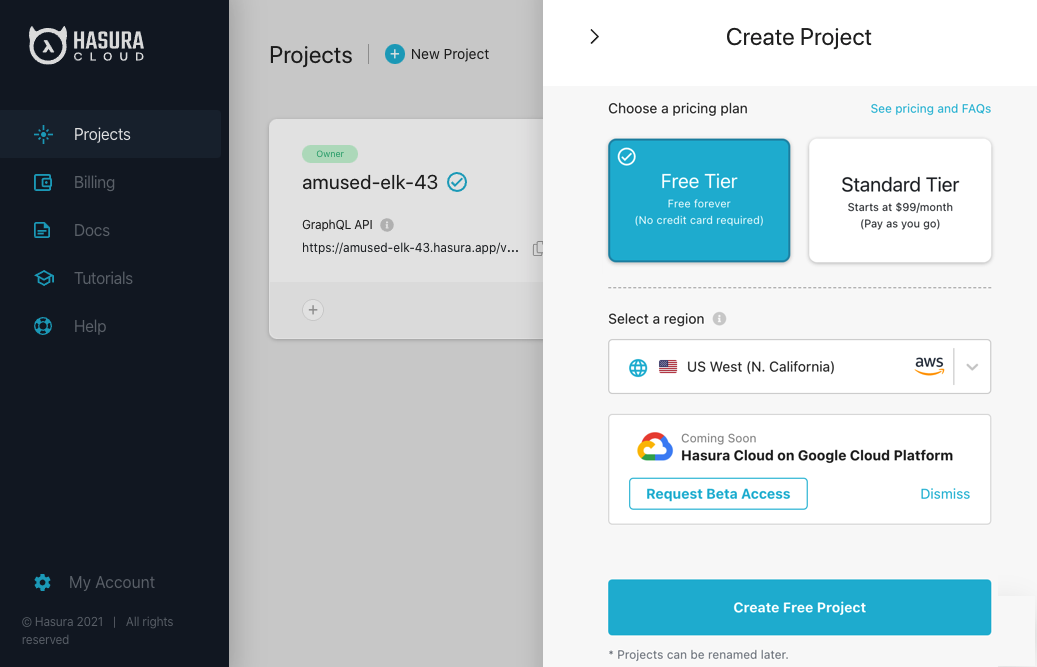 HASURA
CLOUD
Projects
Billing
Docs
Tutorials
Help
My Account
© Hasura 2021 | All rights
reserved
Projects
New Project
Owner
amused-elk-43
GraphQL API
https://amused-elk-43.hasura.app/v...
Create Project
Choose a pricing plan
See pricing and FAQs
Free Tier
Free forever
(No credit card required)
Standard Tier
Starts at $99/month
(Pay as you go)
Select a region
US West (N. California)
aws
Coming Soon
Hasura Cloud on Google Cloud Platform
Request Beta Access
Dismiss
Create Free Project
* Projects can be renamed later.